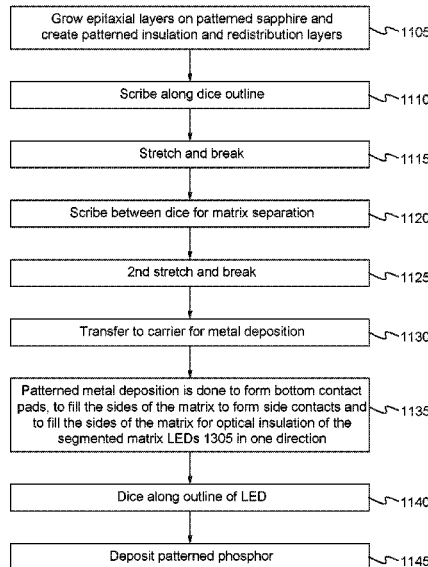 Grow epitaxial layers on patterned sapphire and
create patterned insulation and redistribution layers
1105
Scribe along dice outline
1110
Stretch and break
1115
Scribe between dice for matrix separation
1120
2nd stretch and break
1125
Transfer to carrier for metal deposition
1130
Patterned metal deposition is done to form bottom contact
pads, to fill the sides of the matrix to form side contacts and
to fill the sides of the matrix for optical insulation of the
segmented matrix LEDs 1305 in one direction
1135
Dice along outline of LED
1140
Deposit patterned phosphor
1145